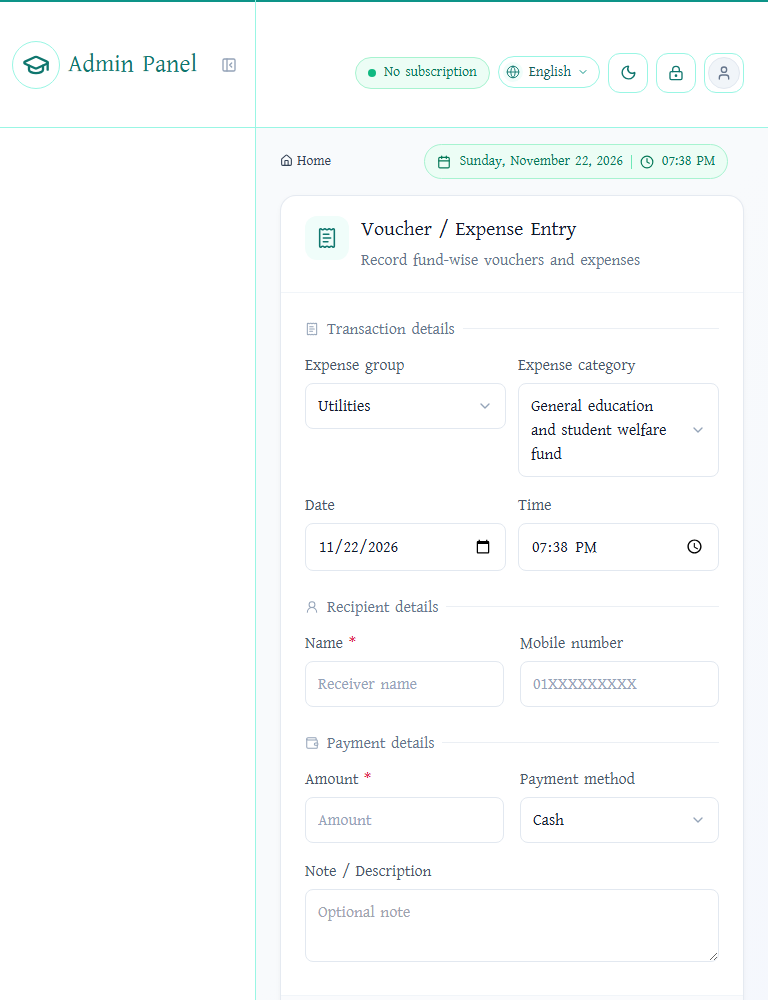 Admin Panel
No subscription
English
Home
Sunday, November 22, 2026 | 07:38 PM
Voucher / Expense Entry
Record fund-wise vouchers and expenses
Transaction details
Expense group
Expense category
Utilities
General education
and student welfare
fund
Date
Time
11/22/2026
07:38 PM
Recipient details
Name *
Mobile number
Receiver name
01XXXXXXXXX
Payment details
Amount *
Payment method
Amount
Cash
Note / Description
Optional note